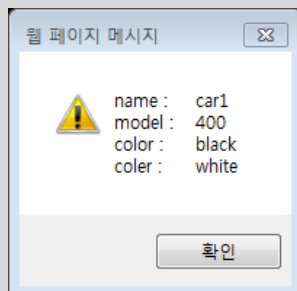 웹 페이지 메시지
name : car1
model : 400
color : black
coler : white
확인